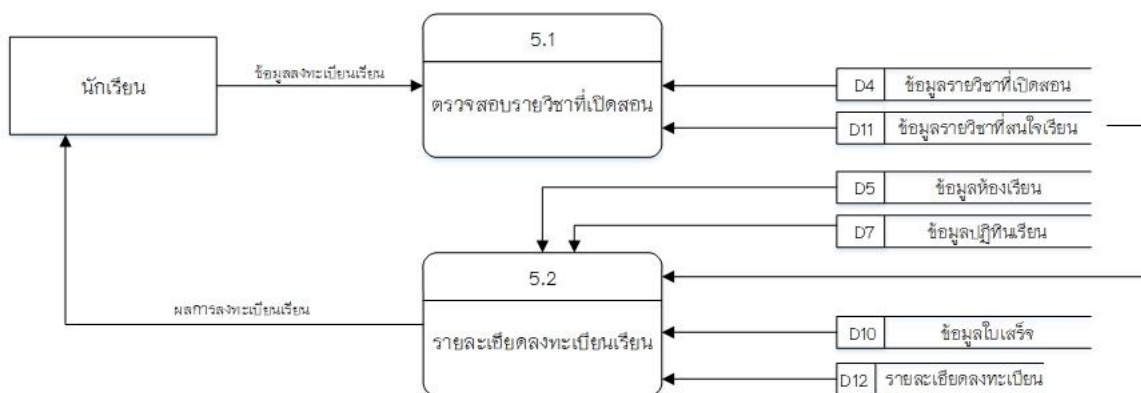 5.1
นักเรียน
ข้อมูลลงทะเบียนเรียน
ตรวจสอบรายวิชาที่เปิดสอน
D4 ข้อมูลรายวิชาที่เปิดสอน
D11 ข้อมูลรายวิชาที่สนใจเรียน
D5 ข้อมูลห้องเรียน
D7 ข้อมูลปฏิทินเรียน
5.2
ผลการลงทะเบียนเรียน
รายละเอียดลงทะเบียนเรียน
D10 ข้อมูลใบเสร็จ
D12 รายละเอียดลงทะเบียน